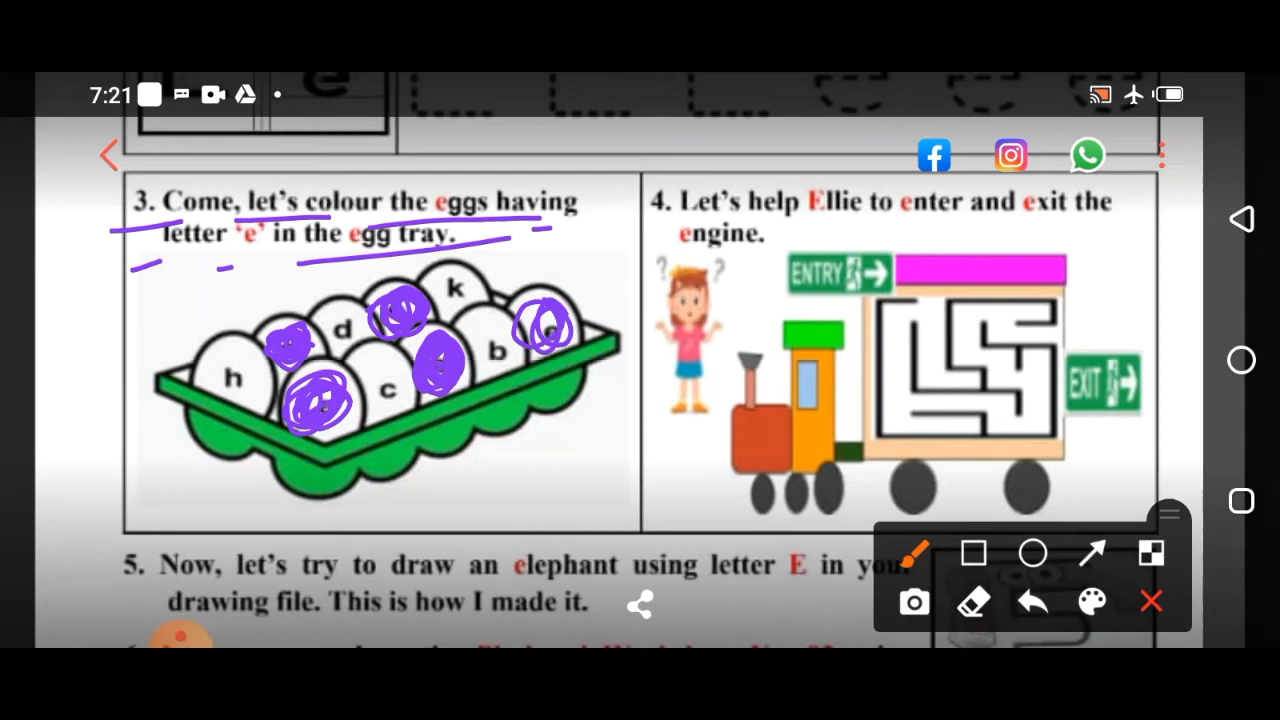 7:21
e
3. Come, let's colour the eggs having
letter 'e' in the egg tray.
k
d
h
b
c
4. Let's help Ellie to enter and exit the
engine.
? ?
ENTRY
EXIT
5. Now, let's try to draw an elephant using letter E in your
drawing file. This is how I made it.